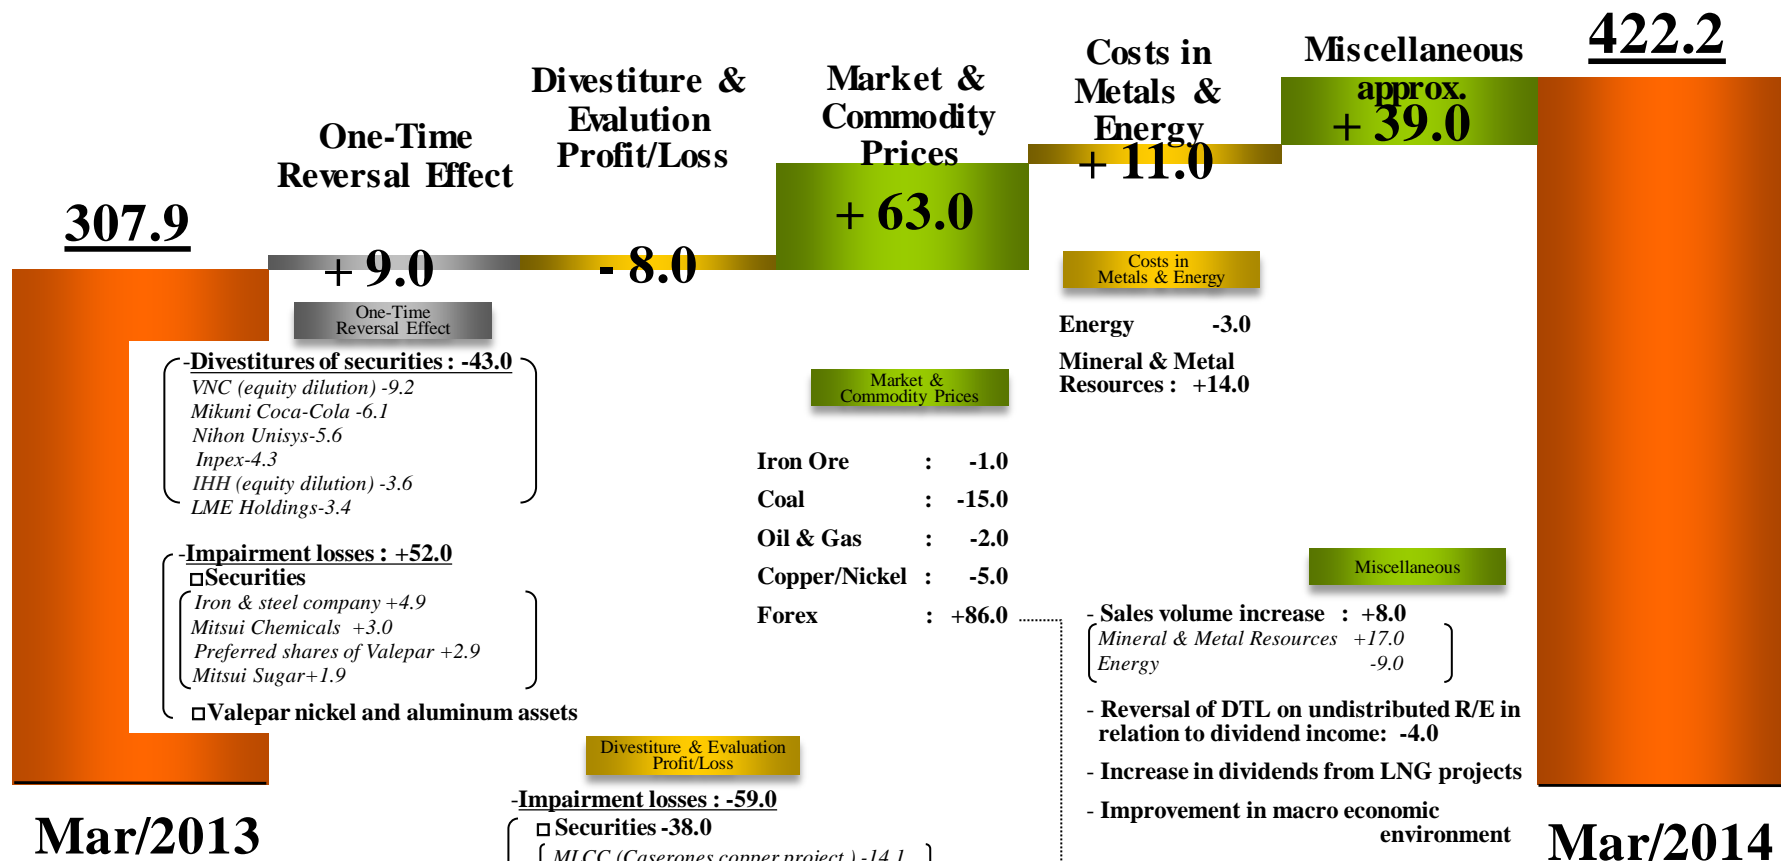 307.9
One-Time
Reversal Effect
+ 9.0
Divestiture &
Evalution
Profit/Loss
- 8.0
Market &
Commodity
Prices
+ 63.0
Costs in
Metals &
Energy
+ 11.0
Miscellaneous
approx.
+ 39.0
422.2
One-Time
Reversal Effect
-Divestitures of securities : -43.0
VNC (equity dilution) -9.2
Mikuni Coca-Cola -6.1
Nihon Unisys-5.6
Inpex-4.3
IHH (equity dilution) -3.6
LME Holdings-3.4
-Impairment losses : +52.0
□Securities
Iron & steel company +4.9
Mitsui Chemicals +3.0
Preferred shares of Valepar +2.9
Mitsui Sugar+1.9
□Valepar nickel and aluminum assets
Divestiture & Evaluation
Profit/Loss
-Impairment losses : -59.0
□ Securities -38.0
MLCC (Caserones copper project ) -14.1
Market &
Commodity Prices
Iron Ore : -1.0
Coal : -15.0
Oil & Gas : -2.0
Copper/Nickel : -5.0
Forex : +86.0
Costs in
Metals & Energy
Energy -3.0
Mineral & Metal
Resources : +14.0
Miscellaneous
- Sales volume increase : +8.0
Mineral & Metal Resources +17.0
Energy -9.0
- Reversal of DTL on undistributed R/E in
relation to dividend income: -4.0
- Increase in dividends from LNG projects
- Improvement in macro economic
environment
Mar/2013
Mar/2014